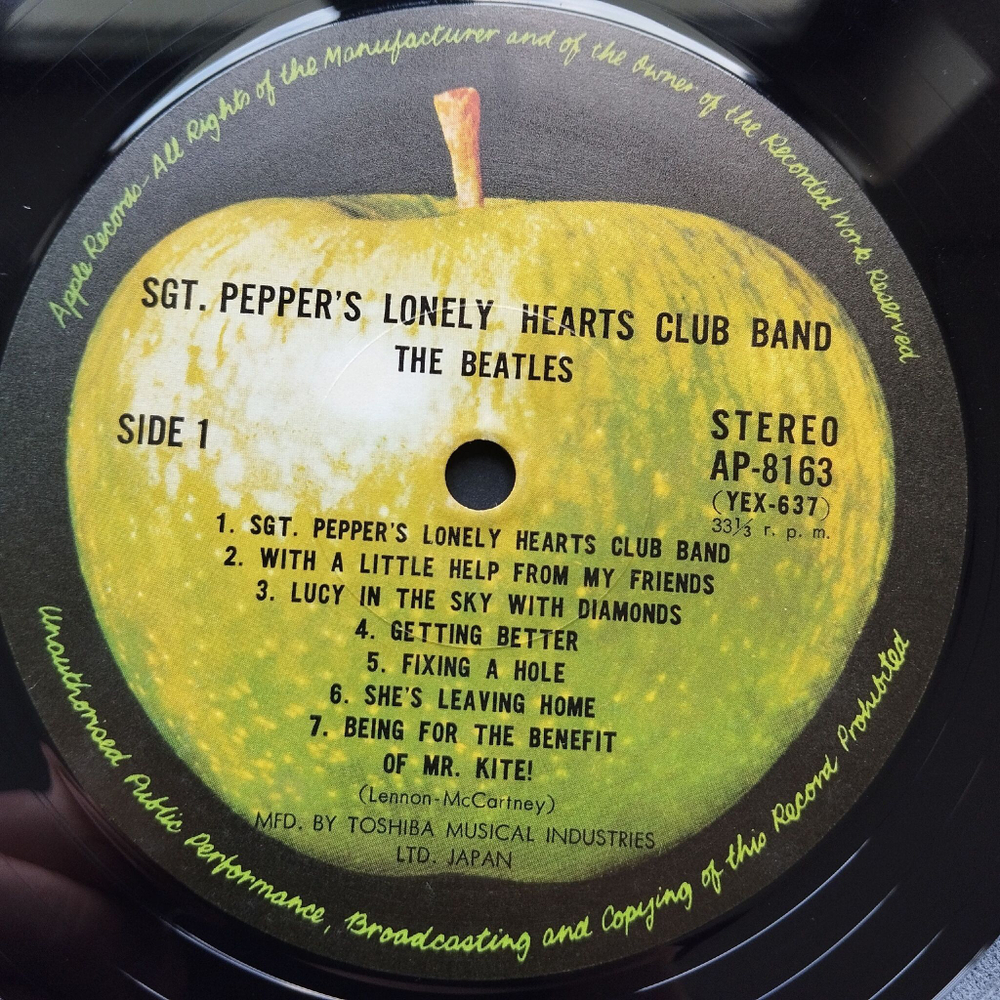 Apple Records - All Rights of the Manufacturer and of the Owner of the Recorded Work Reserved
SGT. PEPPER'S LONELY HEARTS CLUB BAND
THE BEATLES
SIDE 1
STEREO
AP-8163
(YEX-637)
33⅓ r. p. m.
1. SGT. PEPPER'S LONELY HEARTS CLUB BAND
2. WITH A LITTLE HELP FROM MY FRIENDS
3. LUCY IN THE SKY WITH DIAMONDS
4. GETTING BETTER
5. FIXING A HOLE
6. SHE'S LEAVING HOME
7. BEING FOR THE BENEFIT
OF MR. KITE!
(Lennon-McCartney)
MFD. BY TOSHIBA MUSICAL INDUSTRIES
LTD. JAPAN
Unauthorised Public Performance, Broadcasting and Copying of this Record Prohibited